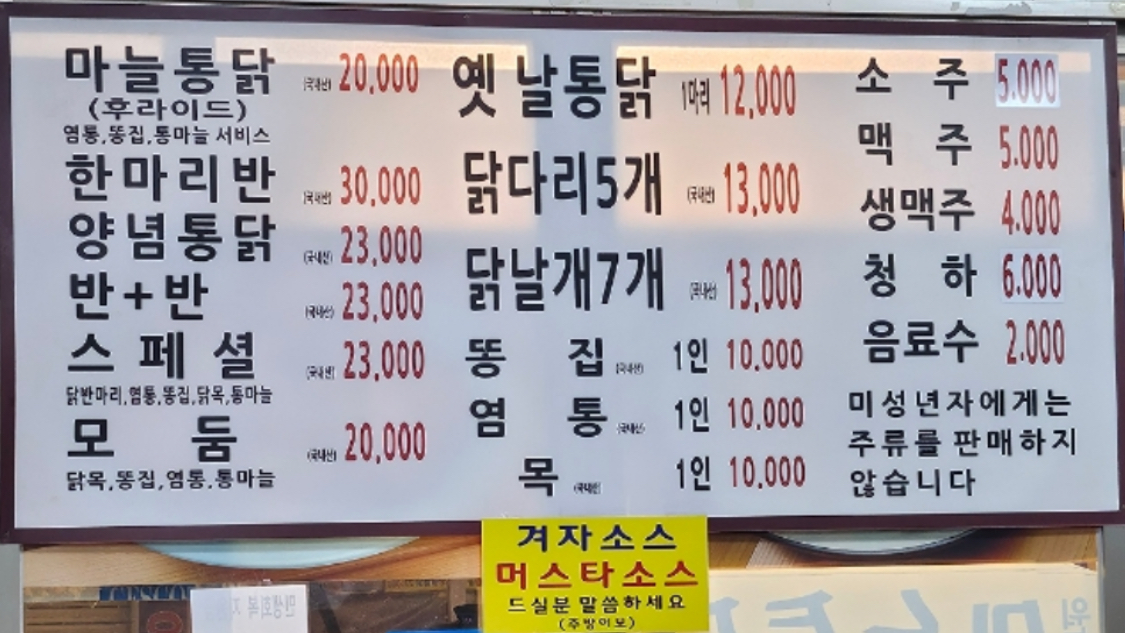 마늘통닭 (국내산) 20,000
(후라이드)
염통,똥집,통마늘 서비스
한마리반 (국내산) 30,000
양념통닭 (국내산) 23,000
반+반 (국내산) 23,000
스페셜 (국내산) 23,000
닭반마리,염통,똥집,닭목,통마늘
모둠 (국내산) 20,000
닭목,똥집,염통,통마늘
옛날통닭 1마리 12,000
닭다리5개 (국내산) 13,000
닭날개7개 (국내산) 13,000
똥집 (국내산) 1인 10,000
염통 (국내산) 1인 10,000
목 (국내산) 1인 10,000
소주 5.000
맥주 5.000
생맥주 4.000
청하 6.000
음료수 2.000
미성년자에게는
주류를 판매하지
않습니다
겨자소스
머스타소스
드실분 말씀하세요
(주방이모)
민생회복